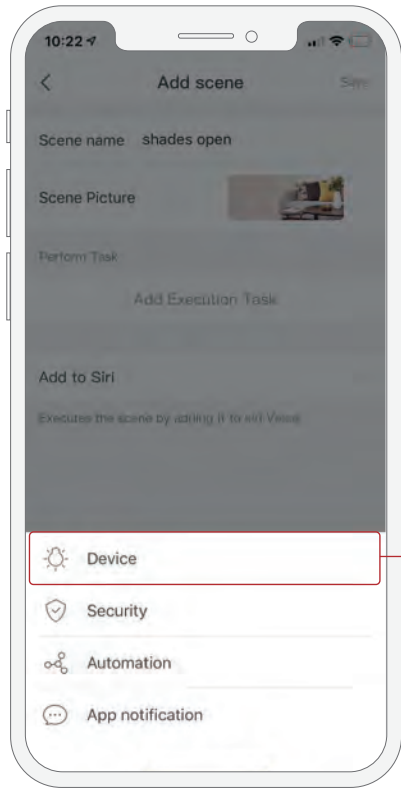 10:22
Add scene
Save
Scene name shades open
Scene Picture
Perform Task
Add Execution Task
Add to Siri
Executes the scene by adding it to siri Voice
Device
Security
Automation
App notification